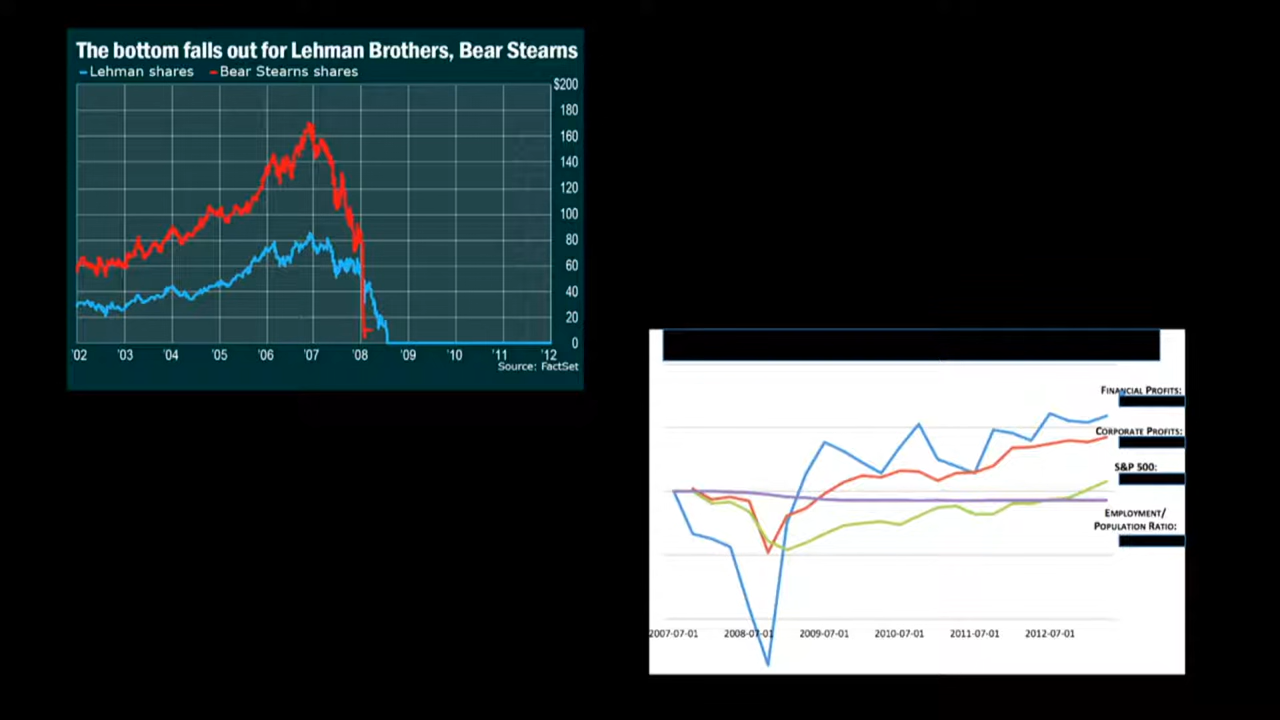 The bottom falls out for Lehman Brothers, Bear Stearns
Lehman shares Bear Stearns shares
$200
180
160
140
120
100
80
60
40
20
0
'02 '03 '04 '05 '06 '07 '08 '09 '10 '11 '12
Source: FactSet
FINANCIAL PROFITS:
CORPORATE PROFITS:
S&P 500:
EMPLOYMENT/
POPULATION RATIO:
2007-07-01 2008-07-01 2009-07-01 2010-07-01 2011-07-01 2012-07-01